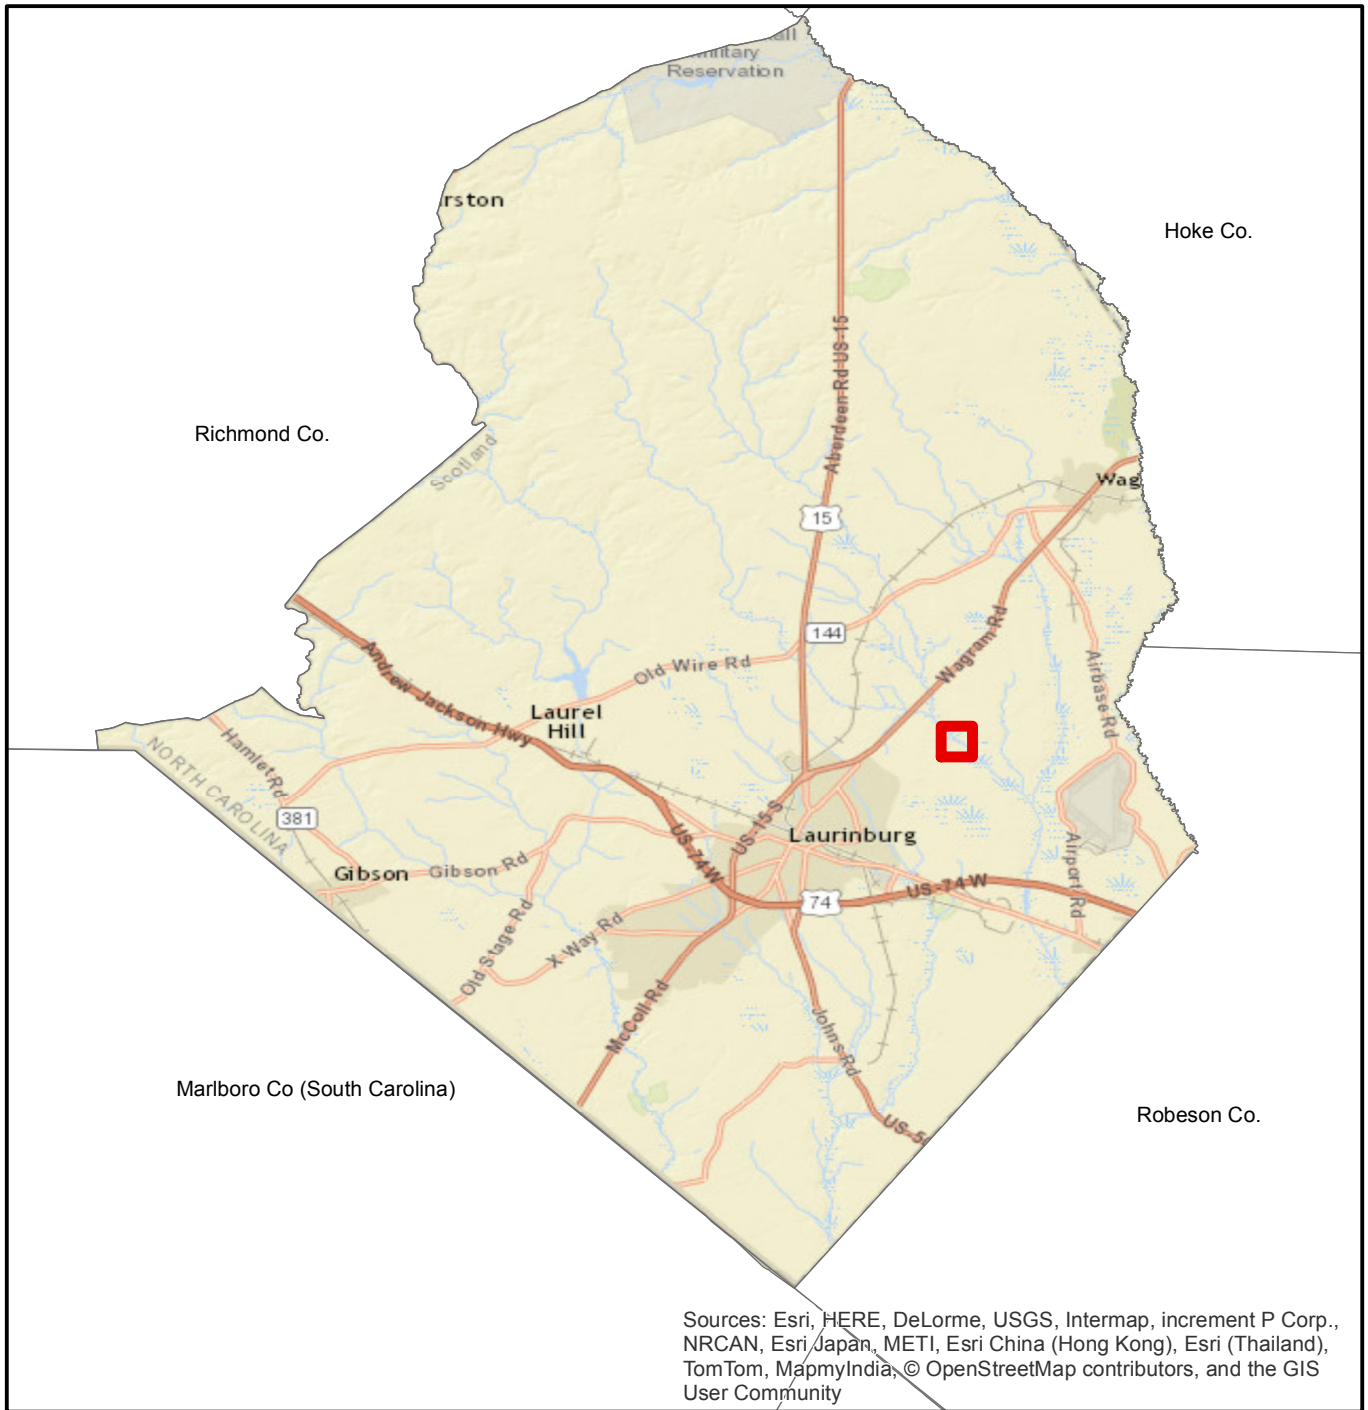 Military
Reservation
Hoke Co.
Richmond Co.
Scotland
Aberdeen Rd US-15
Wag
15
144
Wagram Rd
Old Wire Rd
Airbase Rd
Andrew Jackson Hwy
Laurel
Hill
Hamlet Rd
NORTH CAROLINA
381
US-15 S
US-74 W
Laurinburg
Gibson
Gibson Rd
US-74 W
74
Airport Rd
Old Stage Rd
X Way Rd
McColl Rd
Johns Rd
Marlboro Co (South Carolina)
Robeson Co.
Sources: Esri, HERE, DeLorme, USGS, Intermap, increment P Corp.,
NRCAN, Esri Japan, METI, Esri China (Hong Kong), Esri (Thailand),
TomTom, MapmyIndia, © OpenStreetMap contributors, and the GIS
User Community